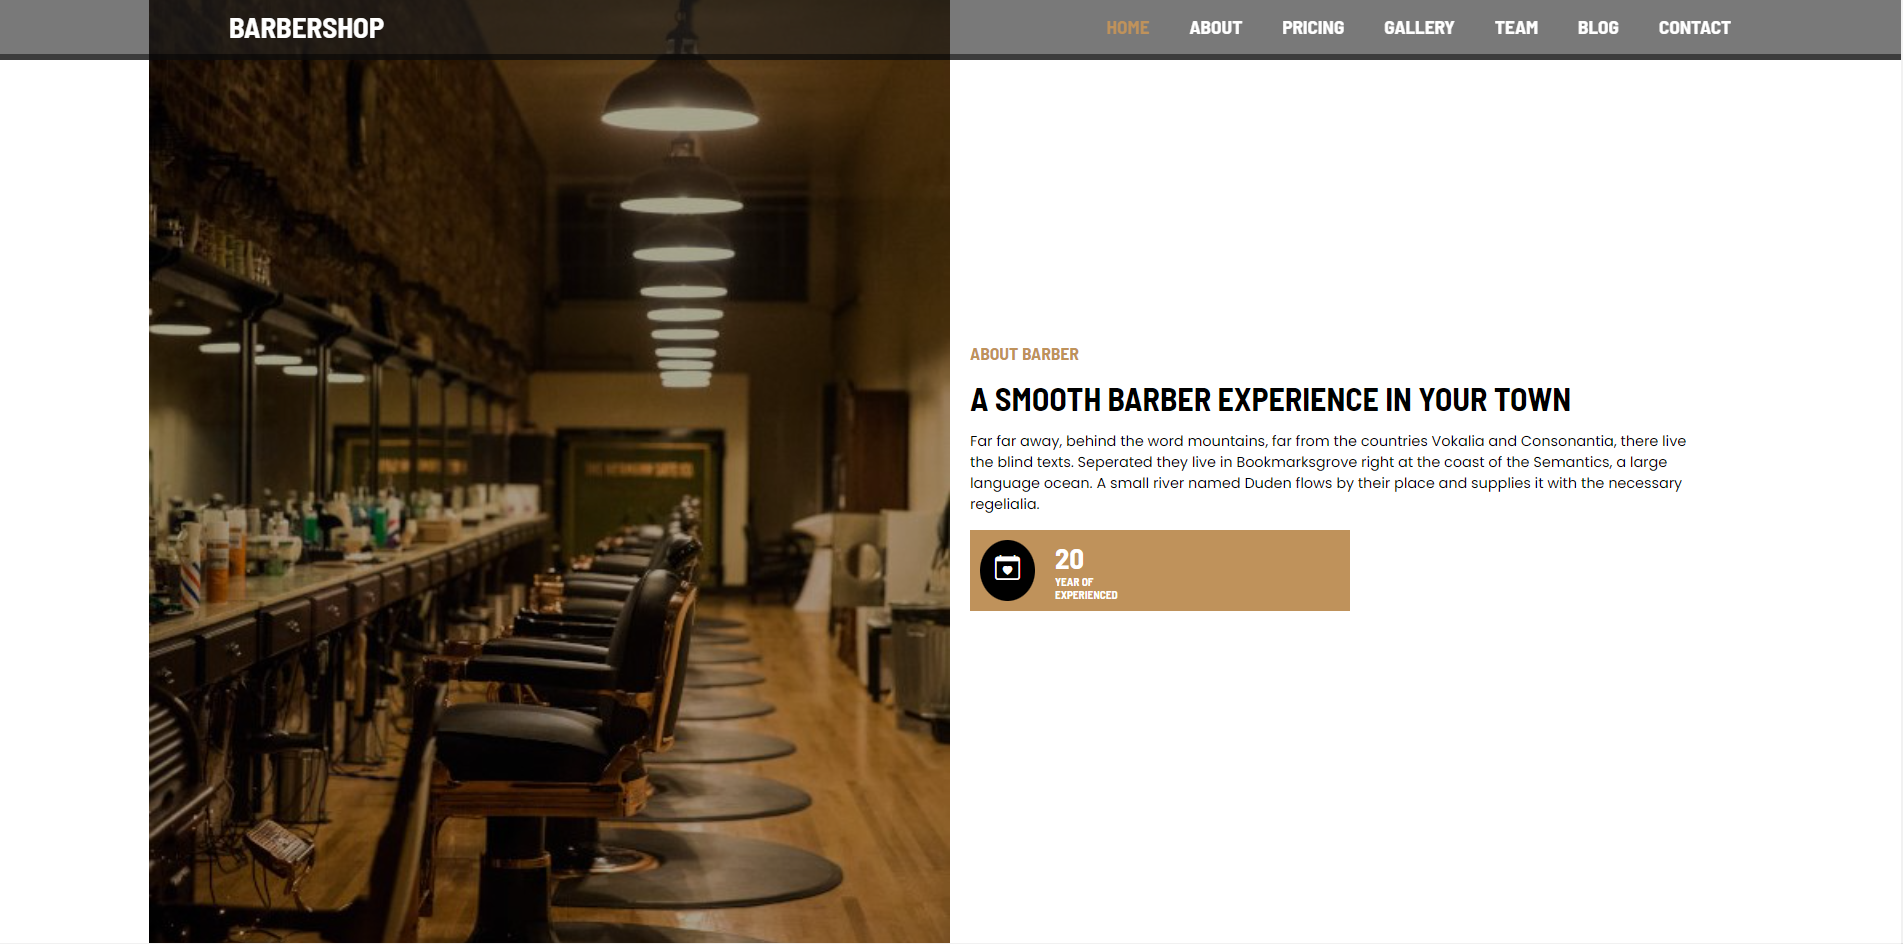 BARBERSHOP
HOME ABOUT PRICING GALLERY TEAM BLOG CONTACT
ABOUT BARBER
A SMOOTH BARBER EXPERIENCE IN YOUR TOWN
Far far away, behind the word mountains, far from the countries Vokalia and Consonantia, there live
the blind texts. Seperated they live in Bookmarksgrove right at the coast of the Semantics, a large
language ocean. A small river named Duden flows by their place and supplies it with the necessary
regelialia.
20
YEAR OF
EXPERIENCED